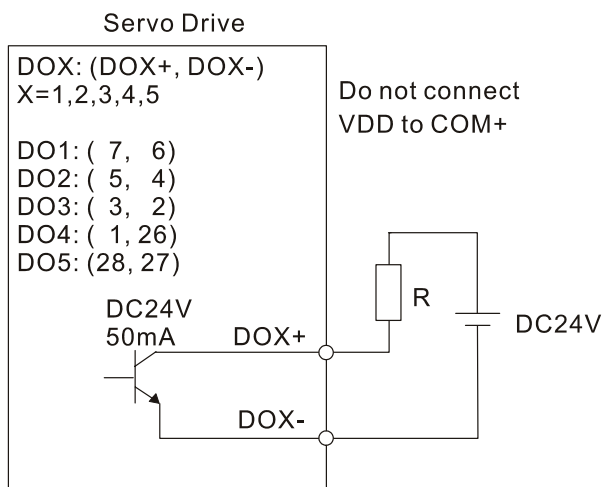 Servo Drive
DOX: (DOX+, DOX-)
X=1,2,3,4,5
Do not connect
VDD to COM+
DO1: ( 7, 6)
DO2: ( 5, 4)
DO3: ( 3, 2)
DO4: ( 1, 26)
DO5: (28, 27)
DC24V
50mA
DOX+
R
DC24V
DOX-